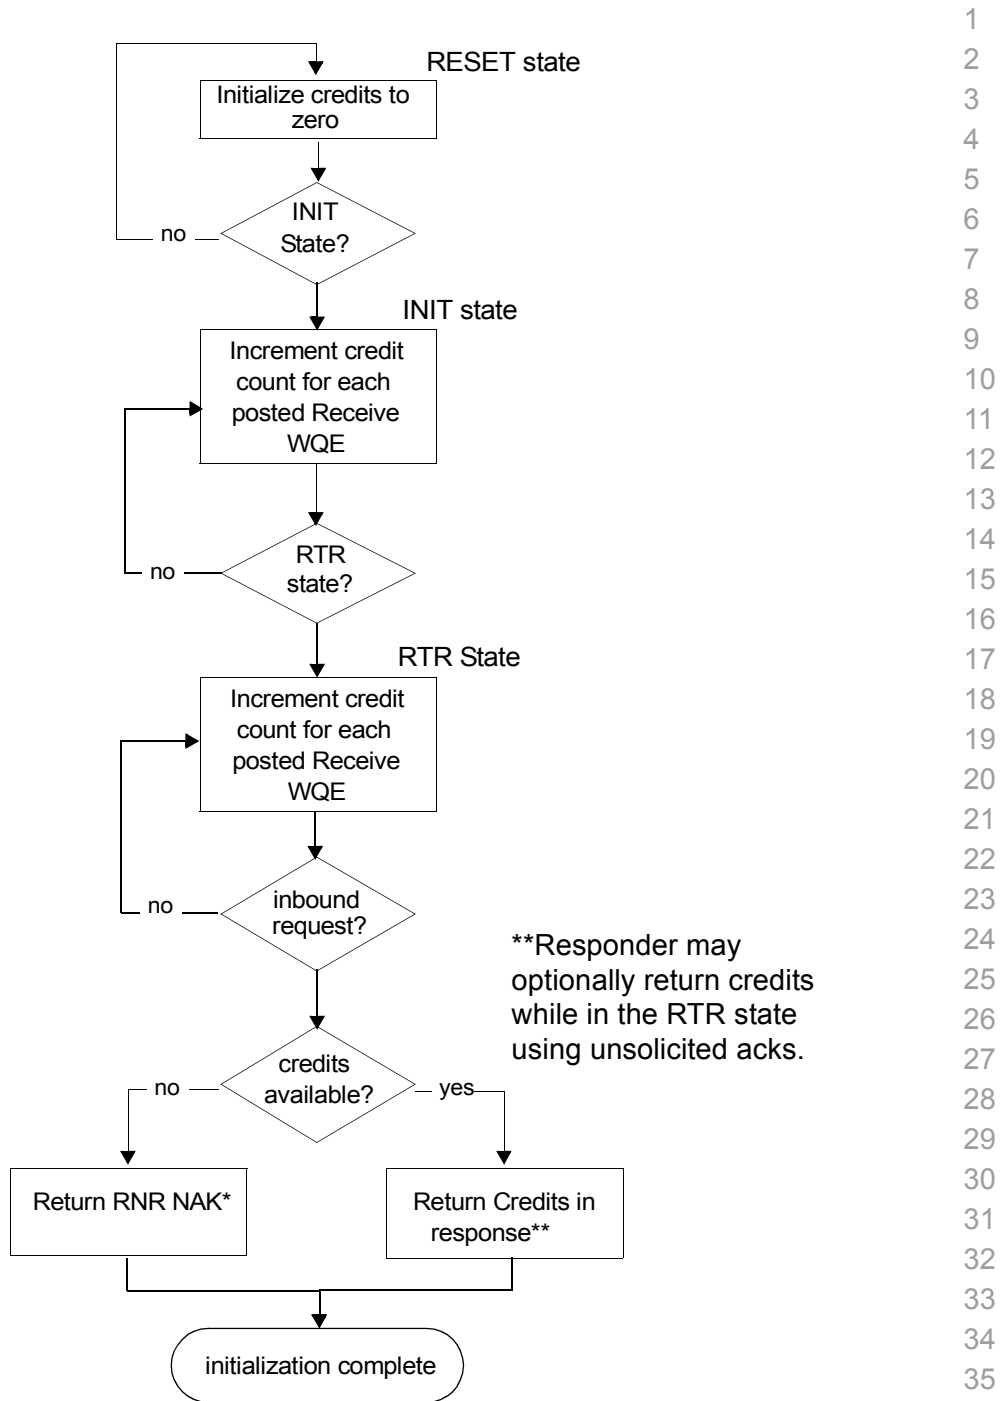 RESET state
Initialize credits to
zero
INIT
State?
no
INIT state
Increment credit
count for each
posted Receive
WQE
RTR
state?
no
RTR State
Increment credit
count for each
posted Receive
WQE
inbound
request?
no
**Responder may
optionally return credits
while in the RTR state
using unsolicited acks.
credits
available?
no
yes
Return RNR NAK*
Return Credits in
response**
initialization complete
1
2
3
4
5
6
7
8
9
10
11
12
13
14
15
16
17
18
19
20
21
22
23
24
25
26
27
28
29
30
31
32
33
34
35